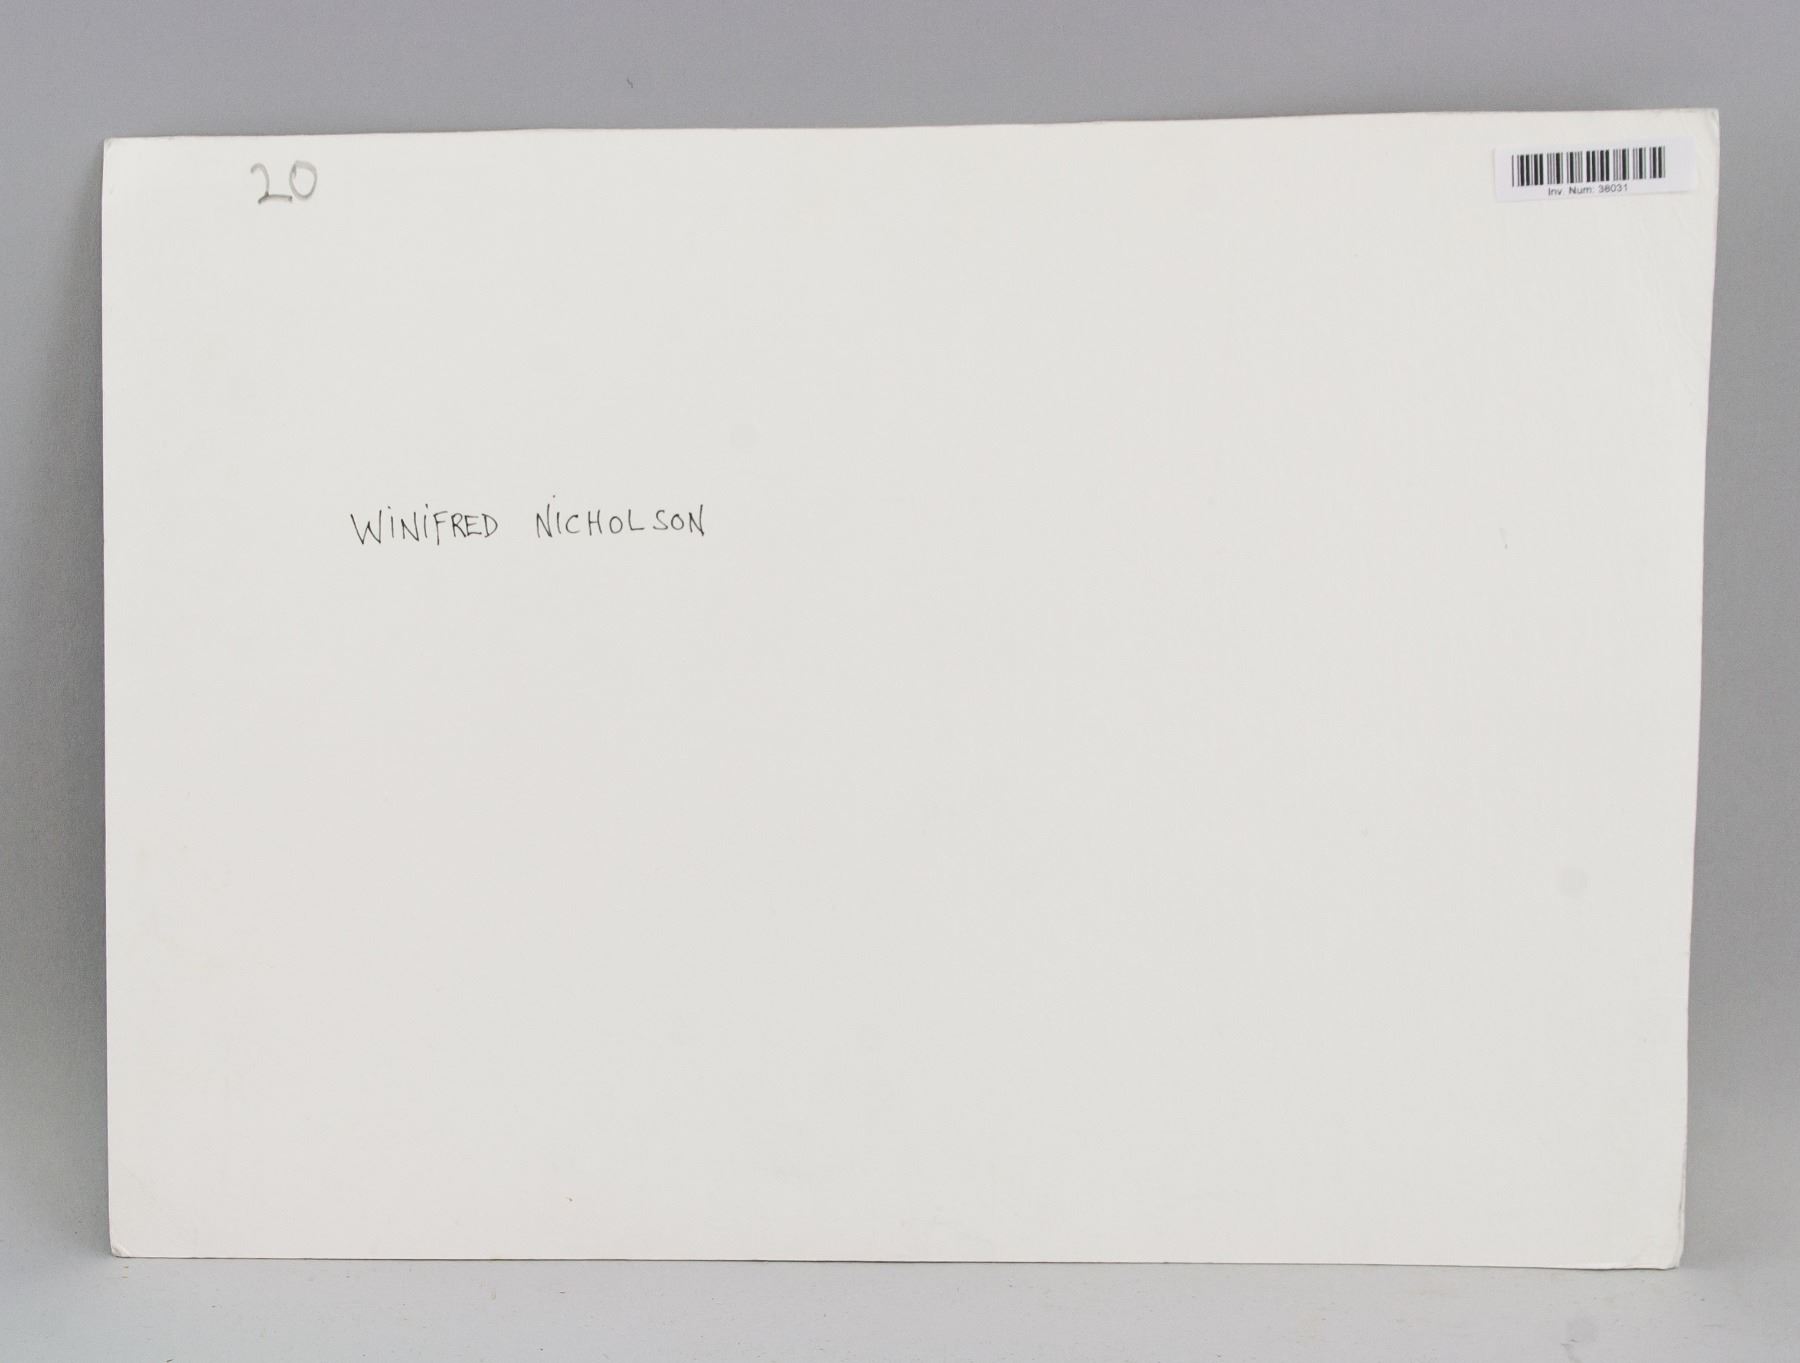 20
Inv. Num: 36031
WINIFRED NICHOLSON